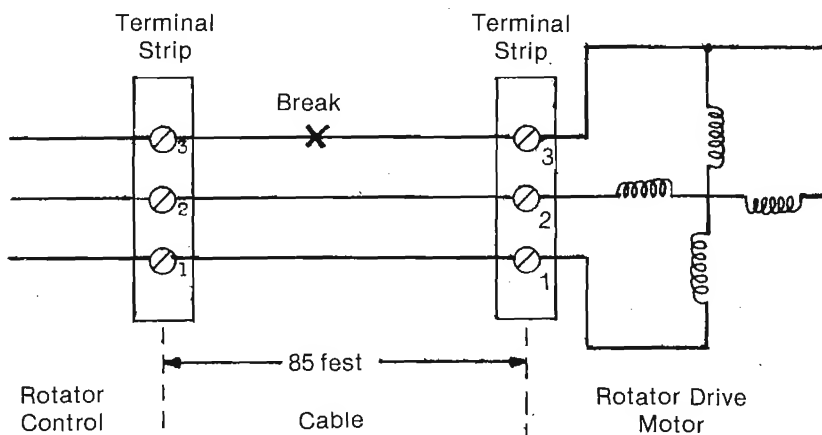 Terminal
Strip
Terminal
Strip
Break
3
3
2
2
1
1
85 fest
Rotator
Control
Cable
Rotator Drive
Motor